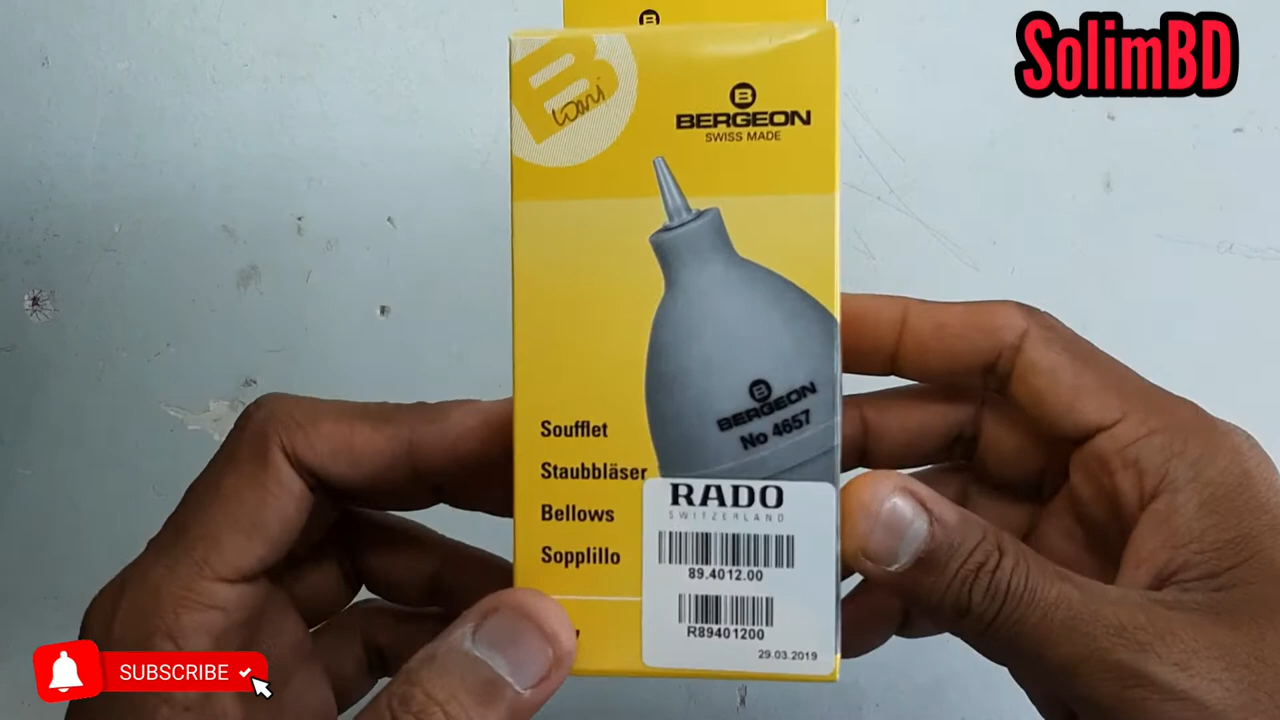 SolimBD
B
B
wani
B
BERGEON
SWISS MADE
B
BERGEON
No 4657
Soufflet
Staubbläser
Bellows
Sopplillo
RADO
SWITZERLAND
89.4012.00
R89401200
29.03.2019
SUBSCRIBE